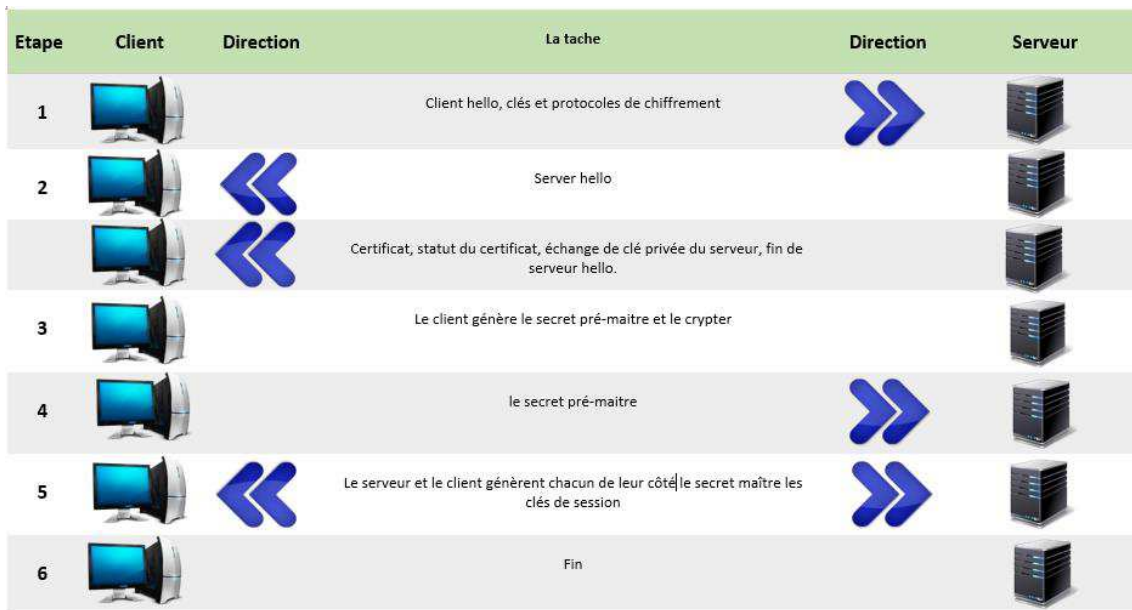 Etape Client Direction La tache Direction Serveur
1 Client hello, clés et protocoles de chiffrement
2 Server hello
Certificat, statut du certificat, échange de clé privée du serveur, fin de
serveur hello.
3 Le client génère le secret pré-maitre et le crypter
4 le secret pré-maitre
5 Le serveur et le client génèrent chacun de leur côté le secret maître les
clés de session
6 Fin